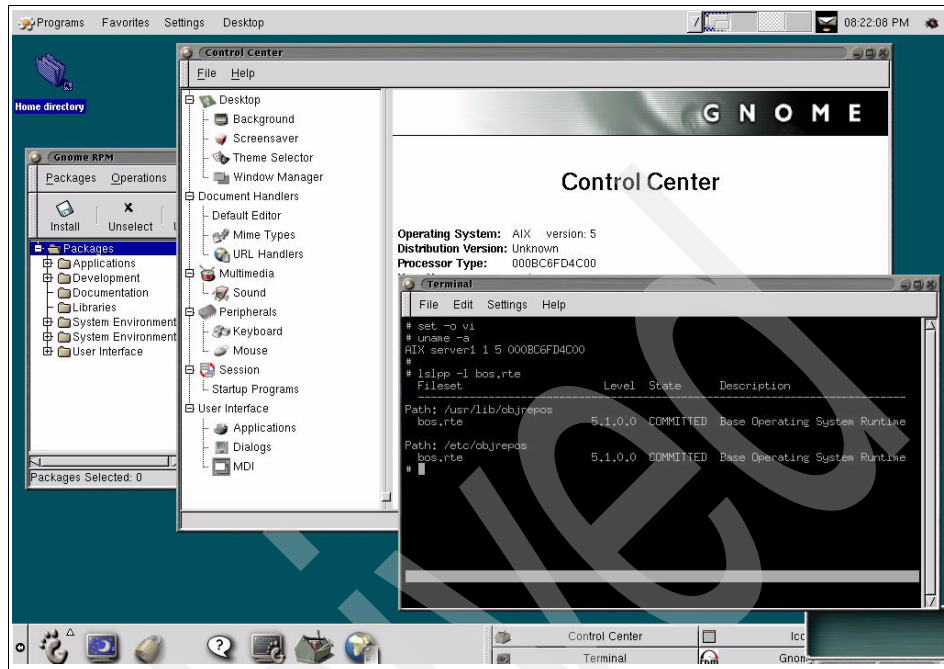 Programs Favorites Settings Desktop
08:22:08 PM
Home directory
Control Center
File Help
Desktop
Background
Screensaver
Theme Selector
Window Manager
Document Handlers
Default Editor
Mime Types
URL Handlers
Multimedia
Sound
Peripherals
Keyboard
Mouse
Session
Startup Programs
User Interface
Applications
Dialogs
MDI
GNOME
Control Center
Operating System: AIX version: 5
Distribution Version: Unknown
Processor Type: 000BC6FD4C00
Gnome RPM
Packages Operations
Install Unselect
Packages
Applications
Development
Documentation
Libraries
System Environment
System Environment
User Interface
Packages Selected: 0
Terminal
File Edit Settings Help
# set -o vi
# uname -a
AIX server1 1 5 000BC6FD4C00
#
# lslpp -l bos.rte
Fileset Level State Description
Path: /usr/lib/objrepos
bos.rte 5.1.0.0 COMMITTED Base Operating System Runtime
Path: /etc/objrepos
bos.rte 5.1.0.0 COMMITTED Base Operating System Runtime
#
Control Center
Terminal